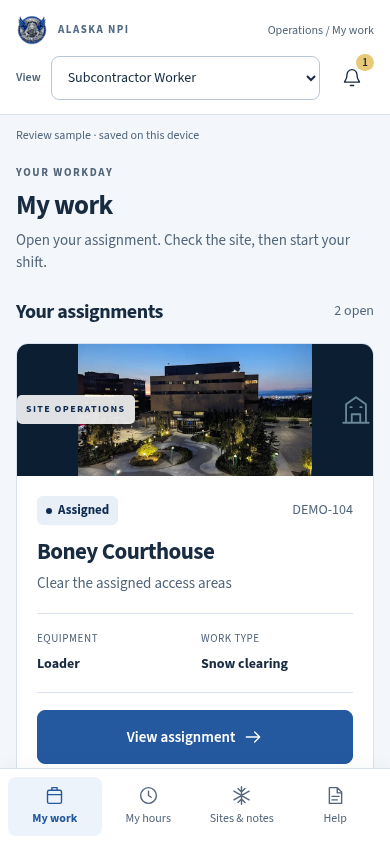 ALASKA NPI
Operations / My work
View
Subcontractor Worker
1
Review sample · saved on this device
YOUR WORKDAY
My work
Open your assignment. Check the site, then start your
shift.
Your assignments
2 open
SITE OPERATIONS
Assigned
DEMO-104
Boney Courthouse
Clear the assigned access areas
EQUIPMENT
WORK TYPE
Loader
Snow clearing
View assignment →
My work
My hours
Sites & notes
Help